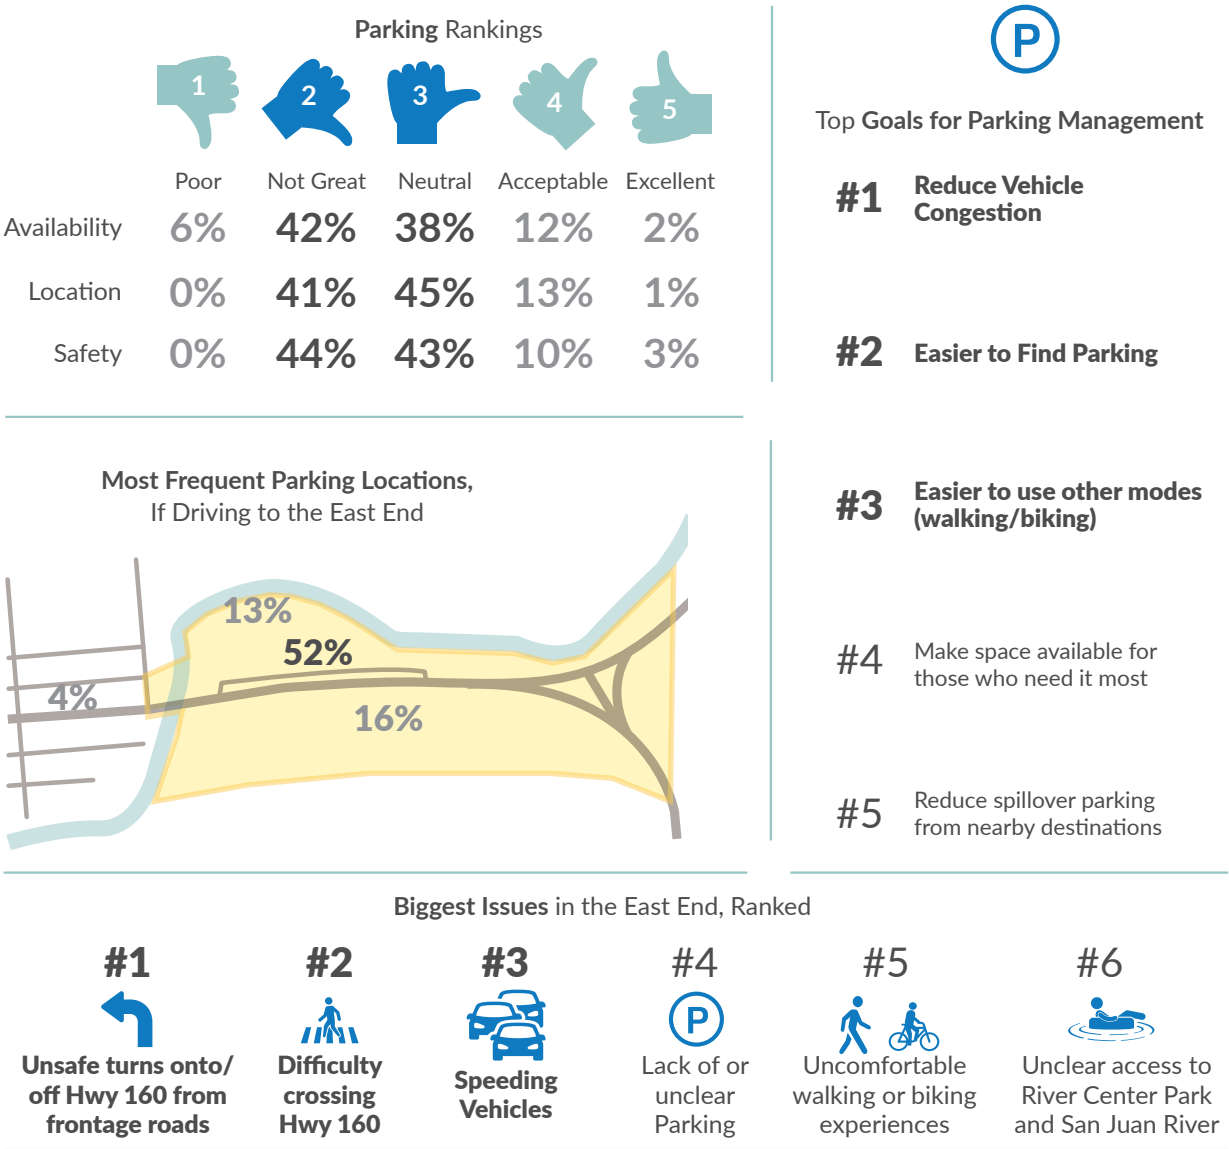 Parking Rankings
1 2 3 4 5
Poor Not Great Neutral Acceptable Excellent
Availability 6% 42% 38% 12% 2%
Location 0% 41% 45% 13% 1%
Safety 0% 44% 43% 10% 3%
P
Top Goals for Parking Management
#1 Reduce Vehicle
Congestion
#2 Easier to Find Parking
#3 Easier to use other modes
(walking/biking)
#4 Make space available for
those who need it most
#5 Reduce spillover parking
from nearby destinations
Most Frequent Parking Locations,
If Driving to the East End
13%
52%
4%
16%
Biggest Issues in the East End, Ranked
#1
Unsafe turns onto/
off Hwy 160 from
frontage roads
#2
Difficulty
crossing
Hwy 160
#3
Speeding
Vehicles
#4
P
Lack of or
unclear
Parking
#5
Uncomfortable
walking or biking
experiences
#6
Unclear access to
River Center Park
and San Juan River